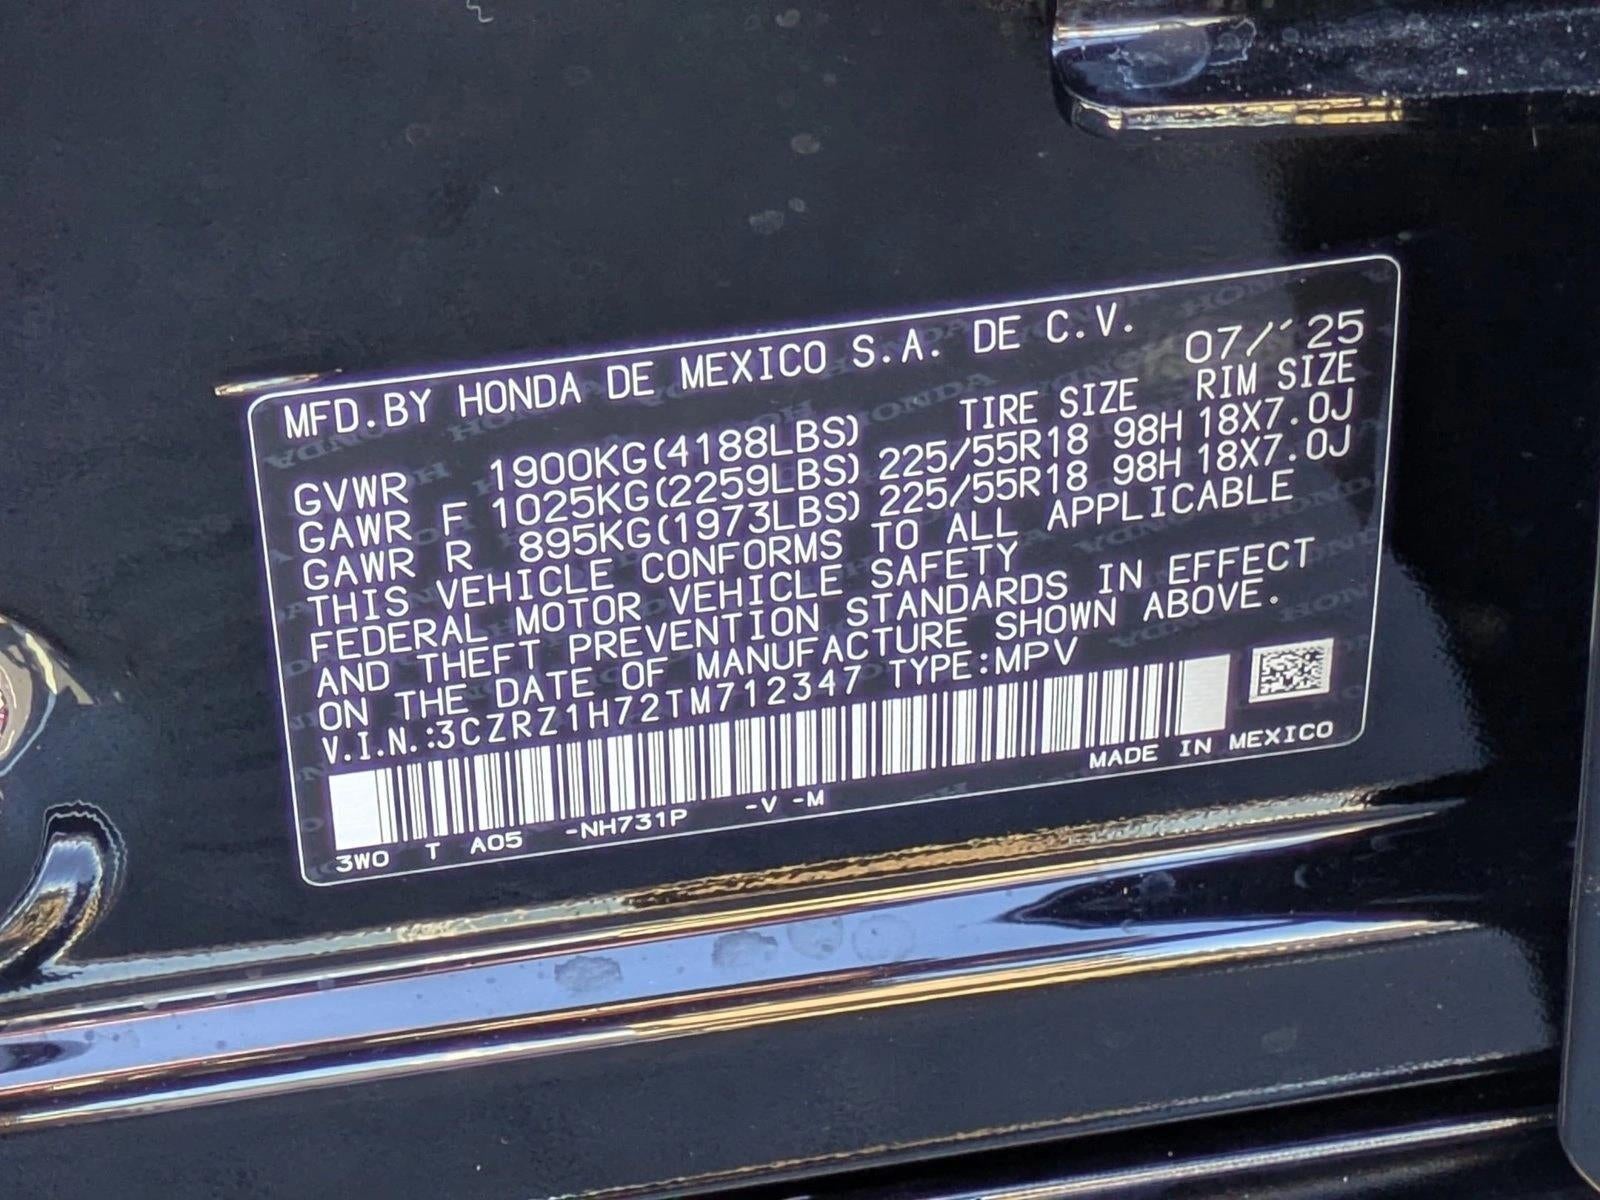 MFD.BY HONDA DE MEXICO S.A. DE C.V. 07/'25
TIRE SIZE RIM SIZE
GVWR 1900KG(4188LBS)
GAWR F 1025KG(2259LBS) 225/55R18 98H 18X7.0J
GAWR R 895KG(1973LBS) 225/55R18 98H 18X7.0J
THIS VEHICLE CONFORMS TO ALL APPLICABLE
FEDERAL MOTOR VEHICLE SAFETY
AND THEFT PREVENTION STANDARDS IN EFFECT
ON THE DATE OF MANUFACTURE SHOWN ABOVE.
V.I.N.:3CZRZ1H72TM712347 TYPE:MPV
MADE IN MEXICO
3W0 T A05 -NH731P -V -M